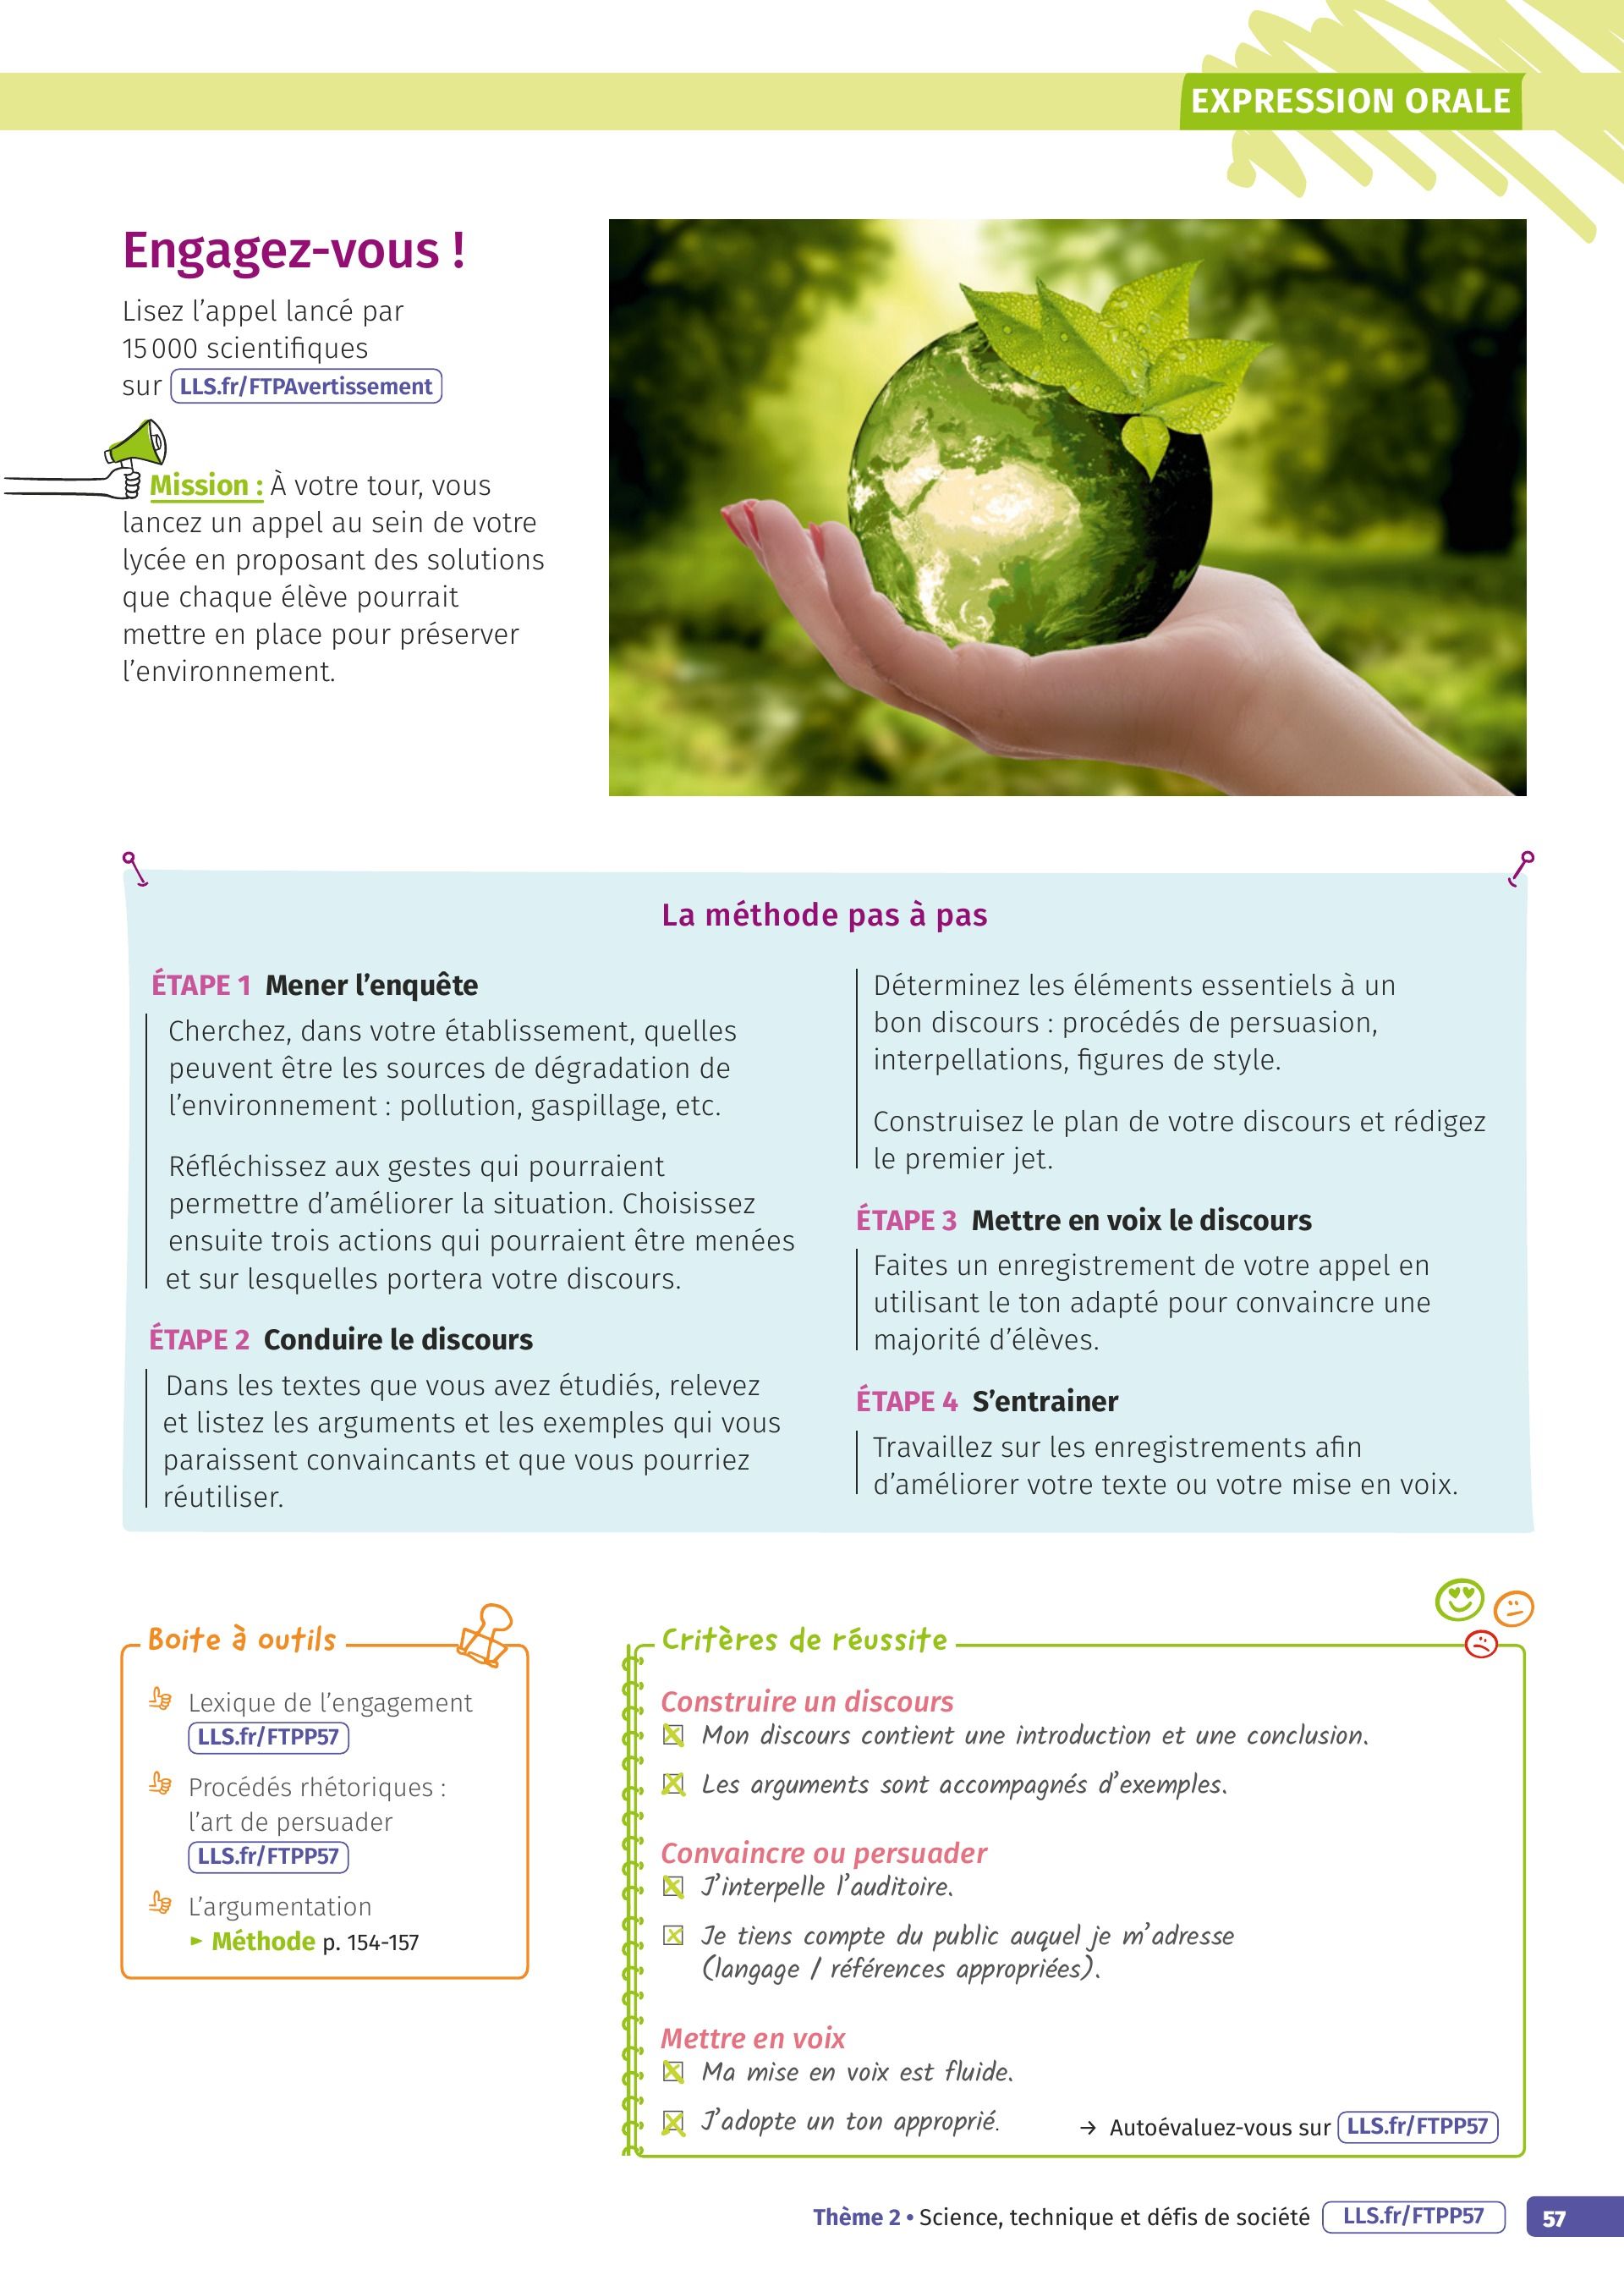 EXPRESSION ORALE
Engagez-vous !
Lisez l'appel lancé par
15 000 scientifiques
sur LLS.fr/FTPAvertissement
Mission : À votre tour, vous
lancez un appel au sein de votre
lycée en proposant des solutions
que chaque élève pourrait
mettre en place pour préserver
l'environnement.
La méthode pas à pas
ÉTAPE 1 Mener l'enquête
Cherchez, dans votre établissement, quelles
peuvent être les sources de dégradation de
l'environnement : pollution, gaspillage, etc.
Réfléchissez aux gestes qui pourraient
permettre d'améliorer la situation. Choisissez
ensuite trois actions qui pourraient être menées
et sur lesquelles portera votre discours.
ÉTAPE 2 Conduire le discours
Dans les textes que vous avez étudiés, relevez
et listez les arguments et les exemples qui vous
paraissent convaincants et que vous pourriez
réutiliser.
Déterminez les éléments essentiels à un
bon discours : procédés de persuasion,
interpellations, figures de style.
Construisez le plan de votre discours et rédigez
le premier jet.
ÉTAPE 3 Mettre en voix le discours
Faites un enregistrement de votre appel en
utilisant le ton adapté pour convaincre une
majorité d'élèves.
ÉTAPE 4 S'entrainer
Travaillez sur les enregistrements afin
d'améliorer votre texte ou votre mise en voix.
Boite à outils
Lexique de l'engagement
LLS.fr/FTPP57
Procédés rhétoriques :
l'art de persuader
LLS.fr/FTPP57
L'argumentation
► Méthode p. 154-157
Critères de réussite
Construire un discours
Mon discours contient une introduction et une conclusion.
Les arguments sont accompagnés d'exemples.
Convaincre ou persuader
J'interpelle l'auditoire.
Je tiens compte du public auquel je m'adresse
(langage / références appropriées).
Mettre en voix
Ma mise en voix est fluide.
J'adopte un ton approprié.
→ Autoévaluez-vous sur LLS.fr/FTPP57
Thème 2 • Science, technique et défis de société LLS.fr/FTPP57 57